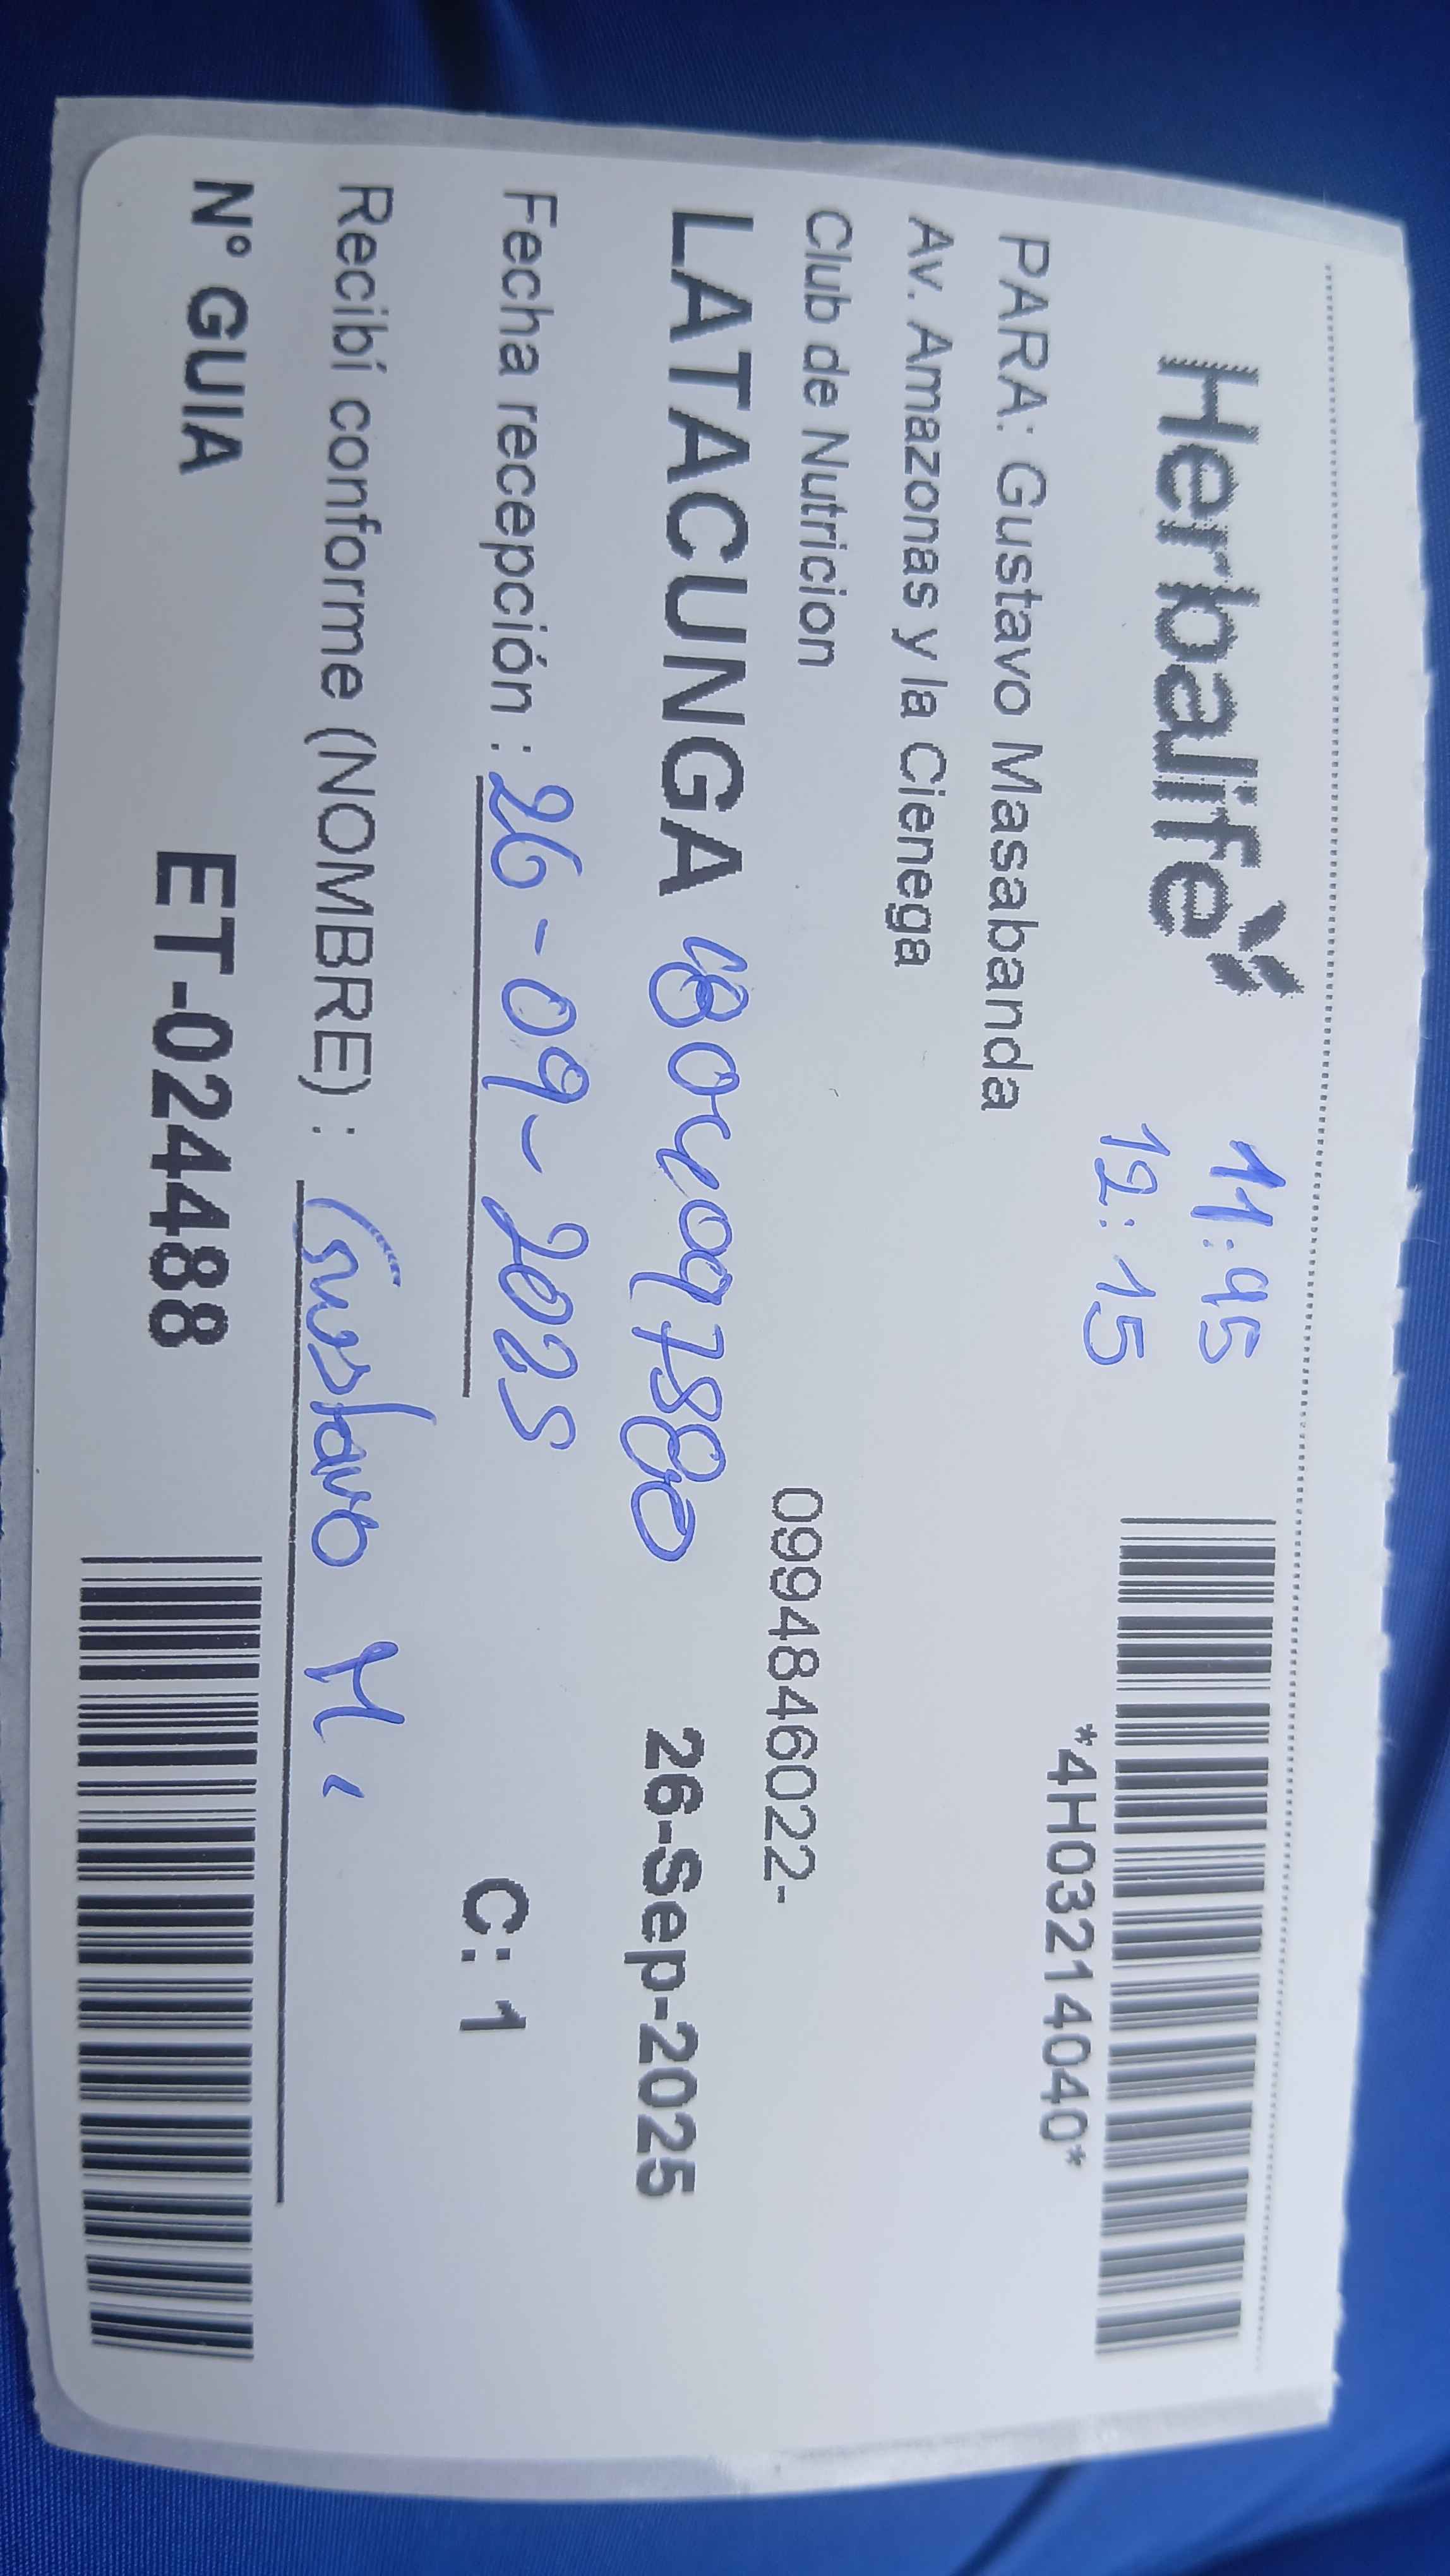 Herbalife
11:45
12:15
*4H03214040*
PARA: Gustavo Masabanda
Av. Amazonas y la Cienega
Club de Nutricion
0994846022-
LATACUNGA
26-Sep-2025
Fecha recepción : 26-09-2025
C: 1
Recibí conforme (NOMBRE) : Gustavo M.
N° GUIA ET-024488